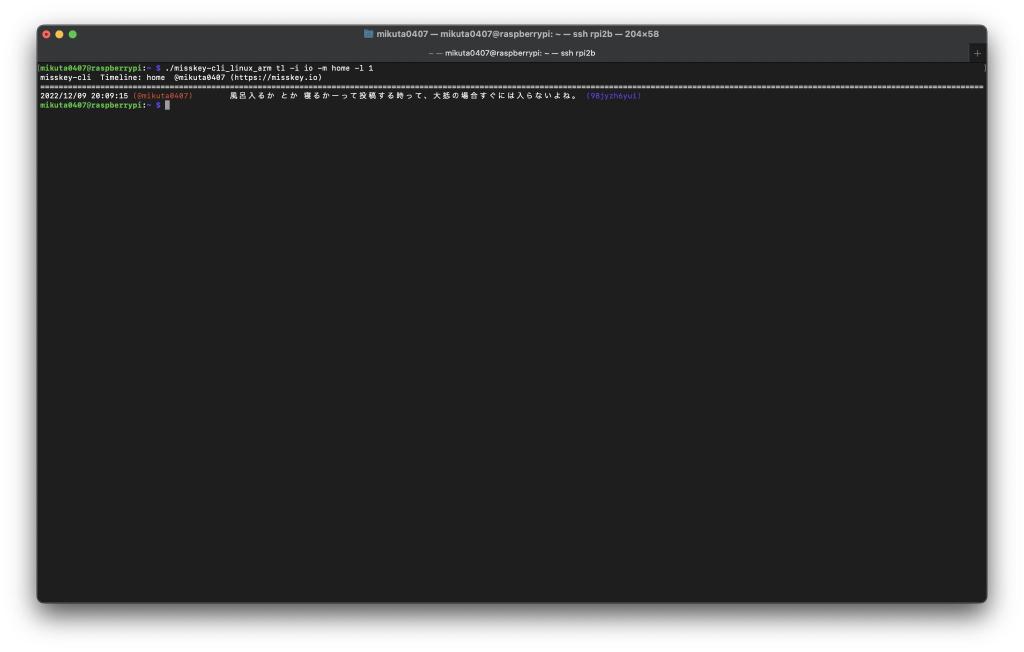 mikuta0407 — mikuta0407@raspberrypi: ~ — ssh rpi2b — 204×58
~ — mikuta0407@raspberrypi: ~ — ssh rpi2b
mikuta0407@raspberrypi:~ $ ./misskey-cli_linux_arm tl -i io -m home -l 1
misskey-cli Timeline: home @mikuta0407 (https://misskey.io)
2022/12/09 20:09:15 (@mikuta0407) 風呂入るか とか 寝るかーって投稿する時って、大抵の場合すぐには入らないよね。 (98jyzh6yui)
mikuta0407@raspberrypi:~ $